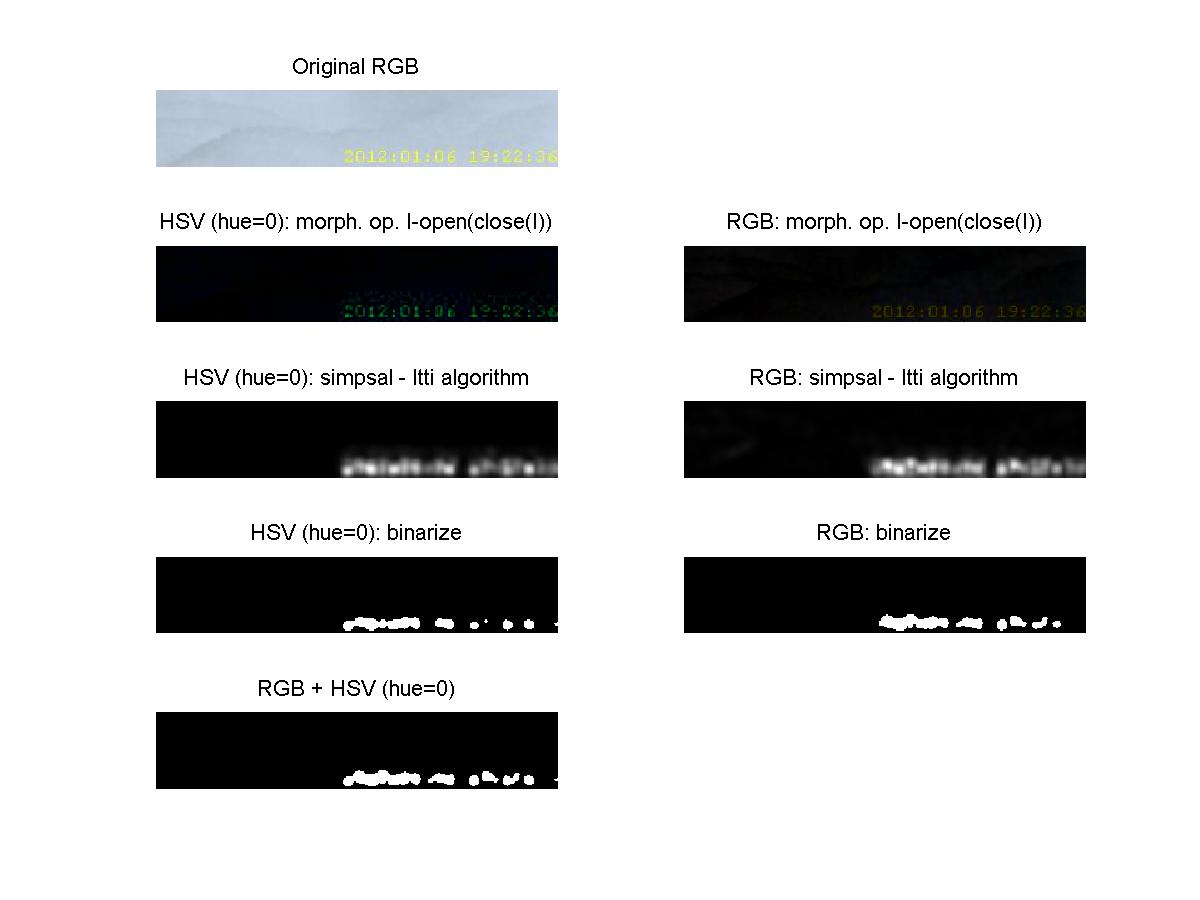 Original RGB
2012:01:06 19:22:36
HSV (hue=0): morph. op. I-open(close(I))
RGB: morph. op. I-open(close(I))
2012:01:06 19:22:36
2012:01:06 19:22:36
HSV (hue=0): simpsal - Itti algorithm
RGB: simpsal - Itti algorithm
HSV (hue=0): binarize
RGB: binarize
RGB + HSV (hue=0)